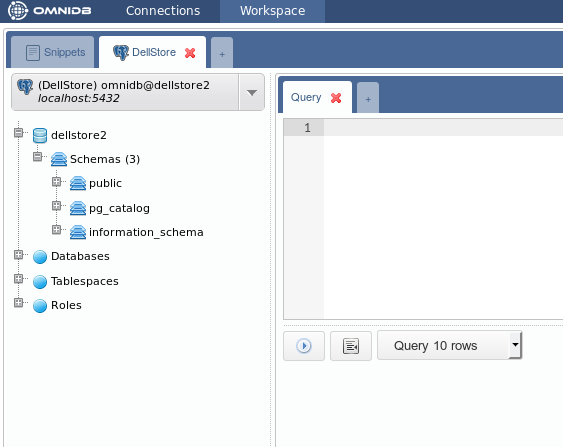 OMNIDB Connections Workspace
Snippets DellStore +
(DellStore) omnidb@dellstore2
localhost:5432
Query +
1
dellstore2
Schemas (3)
public
pg_catalog
information_schema
Databases
Tablespaces
Roles
Query 10 rows